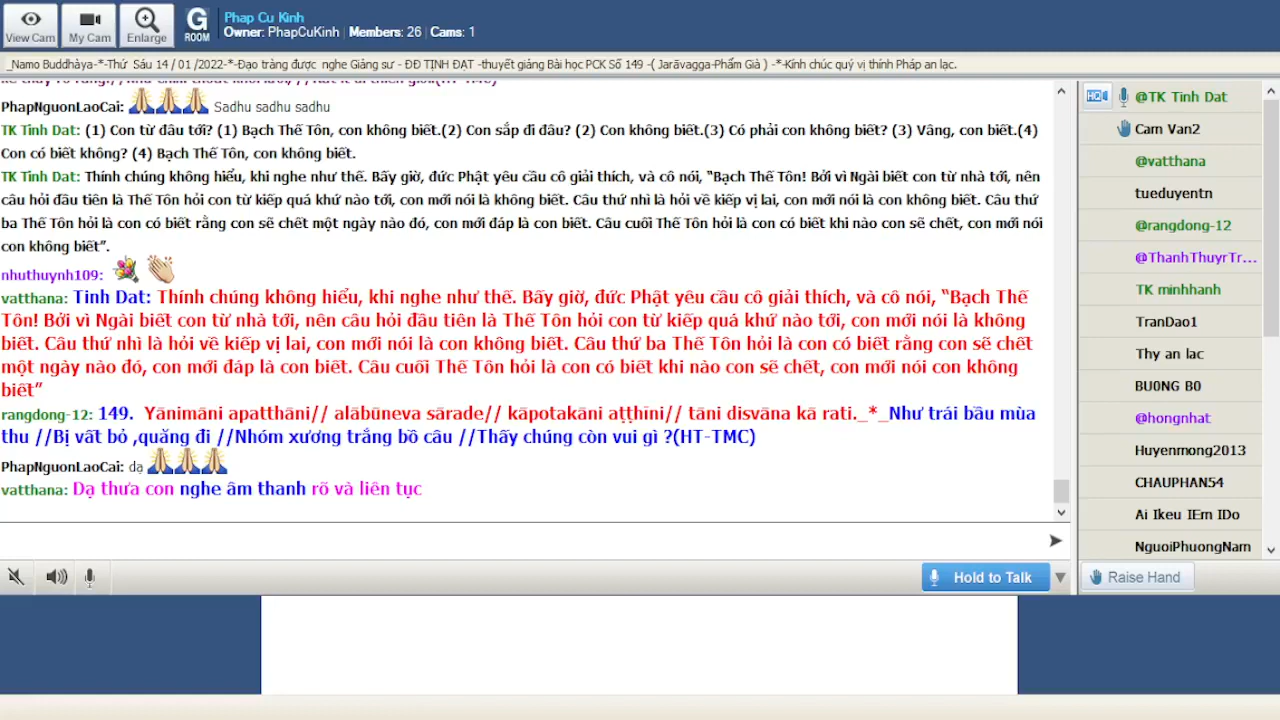 View Cam
My Cam
Enlarge
G
ROOM
Phap Cu Kinh
Owner: PhapCuKinh | Members: 26 | Cams: 1
_Namo Buddhàya-*-Thứ Sáu 14 / 01 /2022-*-Đạo tràng được nghe Giảng sư - ĐĐ TỊNH ĐẠT -thuyết giảng Bài học PCK Số 149 -( Jarāvagga-Phẩm Già ) -*-Kính chúc quý vị thính Pháp an lạc.
PhapNguonLaoCai: Sadhu sadhu sadhu
TK Tinh Dat: (1) Con từ đâu tới? (1) Bạch Thế Tôn, con không biết.(2) Con sắp đi đâu? (2) Con không biết.(3) Có phải con không biết? (3) Vâng, con biết.(4)
Con có biết không? (4) Bạch Thế Tôn, con không biết.
TK Tinh Dat: Thính chúng không hiểu, khi nghe như thế. Bấy giờ, đức Phật yêu cầu cô giải thích, và cô nói, “Bạch Thế Tôn! Bởi vì Ngài biết con từ nhà tới, nên
câu hỏi đầu tiên là Thế Tôn hỏi con từ kiếp quá khứ nào tới, con mới nói là không biết. Câu thứ nhì là hỏi về kiếp vị lai, con mới nói là con không biết. Câu thứ
ba Thế Tôn hỏi là con có biết rằng con sẽ chết một ngày nào đó, con mới đáp là con biết. Câu cuối Thế Tôn hỏi là con có biết khi nào con sẽ chết, con mới nói
con không biết”.
nhuthuynh109:
vatthana: Tinh Dat: Thính chúng không hiểu, khi nghe như thế. Bấy giờ, đức Phật yêu cầu cô giải thích, và cô nói, “Bạch Thế
Tôn! Bởi vì Ngài biết con từ nhà tới, nên câu hỏi đầu tiên là Thế Tôn hỏi con từ kiếp quá khứ nào tới, con mới nói là không
biết. Câu thứ nhì là hỏi về kiếp vị lai, con mới nói là con không biết. Câu thứ ba Thế Tôn hỏi là con có biết rằng con sẽ chết
một ngày nào đó, con mới đáp là con biết. Câu cuối Thế Tôn hỏi là con có biết khi nào con sẽ chết, con mới nói con không
biết”
rangdong-12: 149. Yānimāni apatthāni// alābūneva sārade// kāpotakāni aṭṭhīni// tāni disvāna kā rati._*_Như trái bầu mùa
thu //Bị vất bỏ ,quăng đi //Nhóm xương trắng bồ câu //Thấy chúng còn vui gì ?(HT-TMC)
PhapNguonLaoCai: dạ
vatthana: Dạ thưa con nghe âm thanh rõ và liên tục
Hold to Talk
@TK Tinh Dat
Cam Van2
@vatthana
tueduyentn
@rangdong-12
@ThanhThuyrTr...
TK minhhanh
TranDao1
Thy an lac
BU0NG B0
@hongnhat
Huyenmong2013
CHAUPHAN54
Ai Ikeu IEm IDo
NguoiPhuongNam
Raise Hand